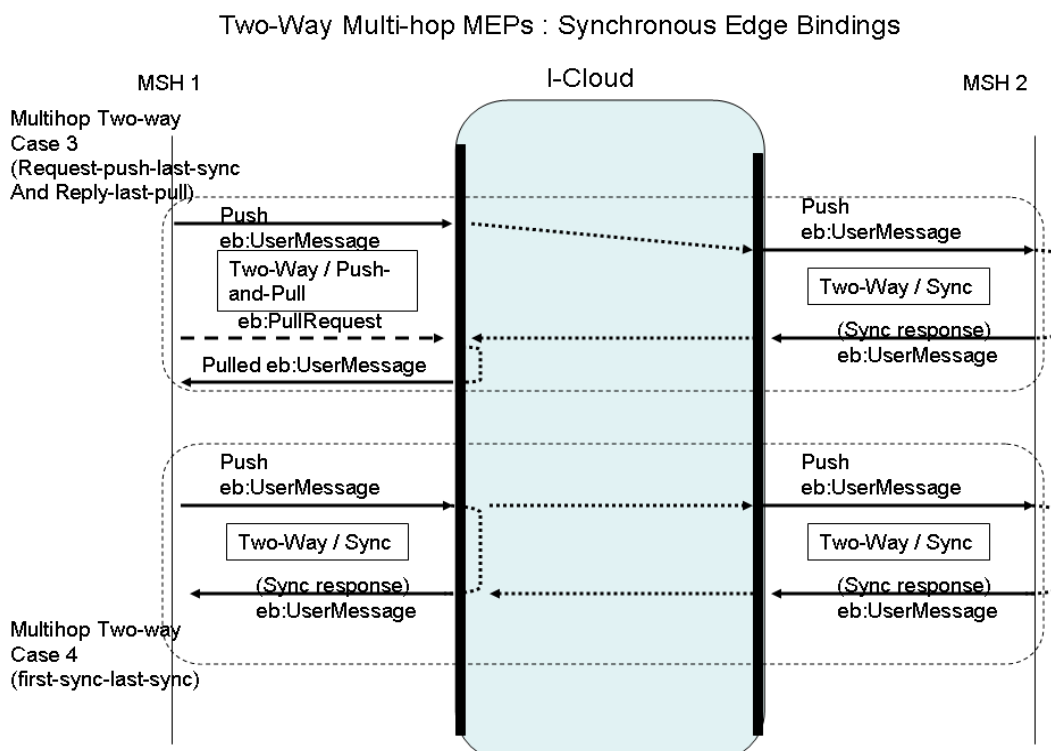 Two-Way Multi-hop MEPs : Synchronous Edge Bindings
MSH 1
I-Cloud
MSH 2
Multihop Two-way
Case 3
(Request-push-last-sync
And Reply-last-pull)
Push
eb:UserMessage
Two-Way / Push-
and-Pull
eb:PullRequest
Pulled eb:UserMessage
Push
eb:UserMessage
Two-Way / Sync
(Sync response)
eb:UserMessage
Push
eb:UserMessage
Two-Way / Sync
(Sync response)
eb:UserMessage
Push
eb:UserMessage
Two-Way / Sync
(Sync response)
eb:UserMessage
Multihop Two-way
Case 4
(first-sync-last-sync)